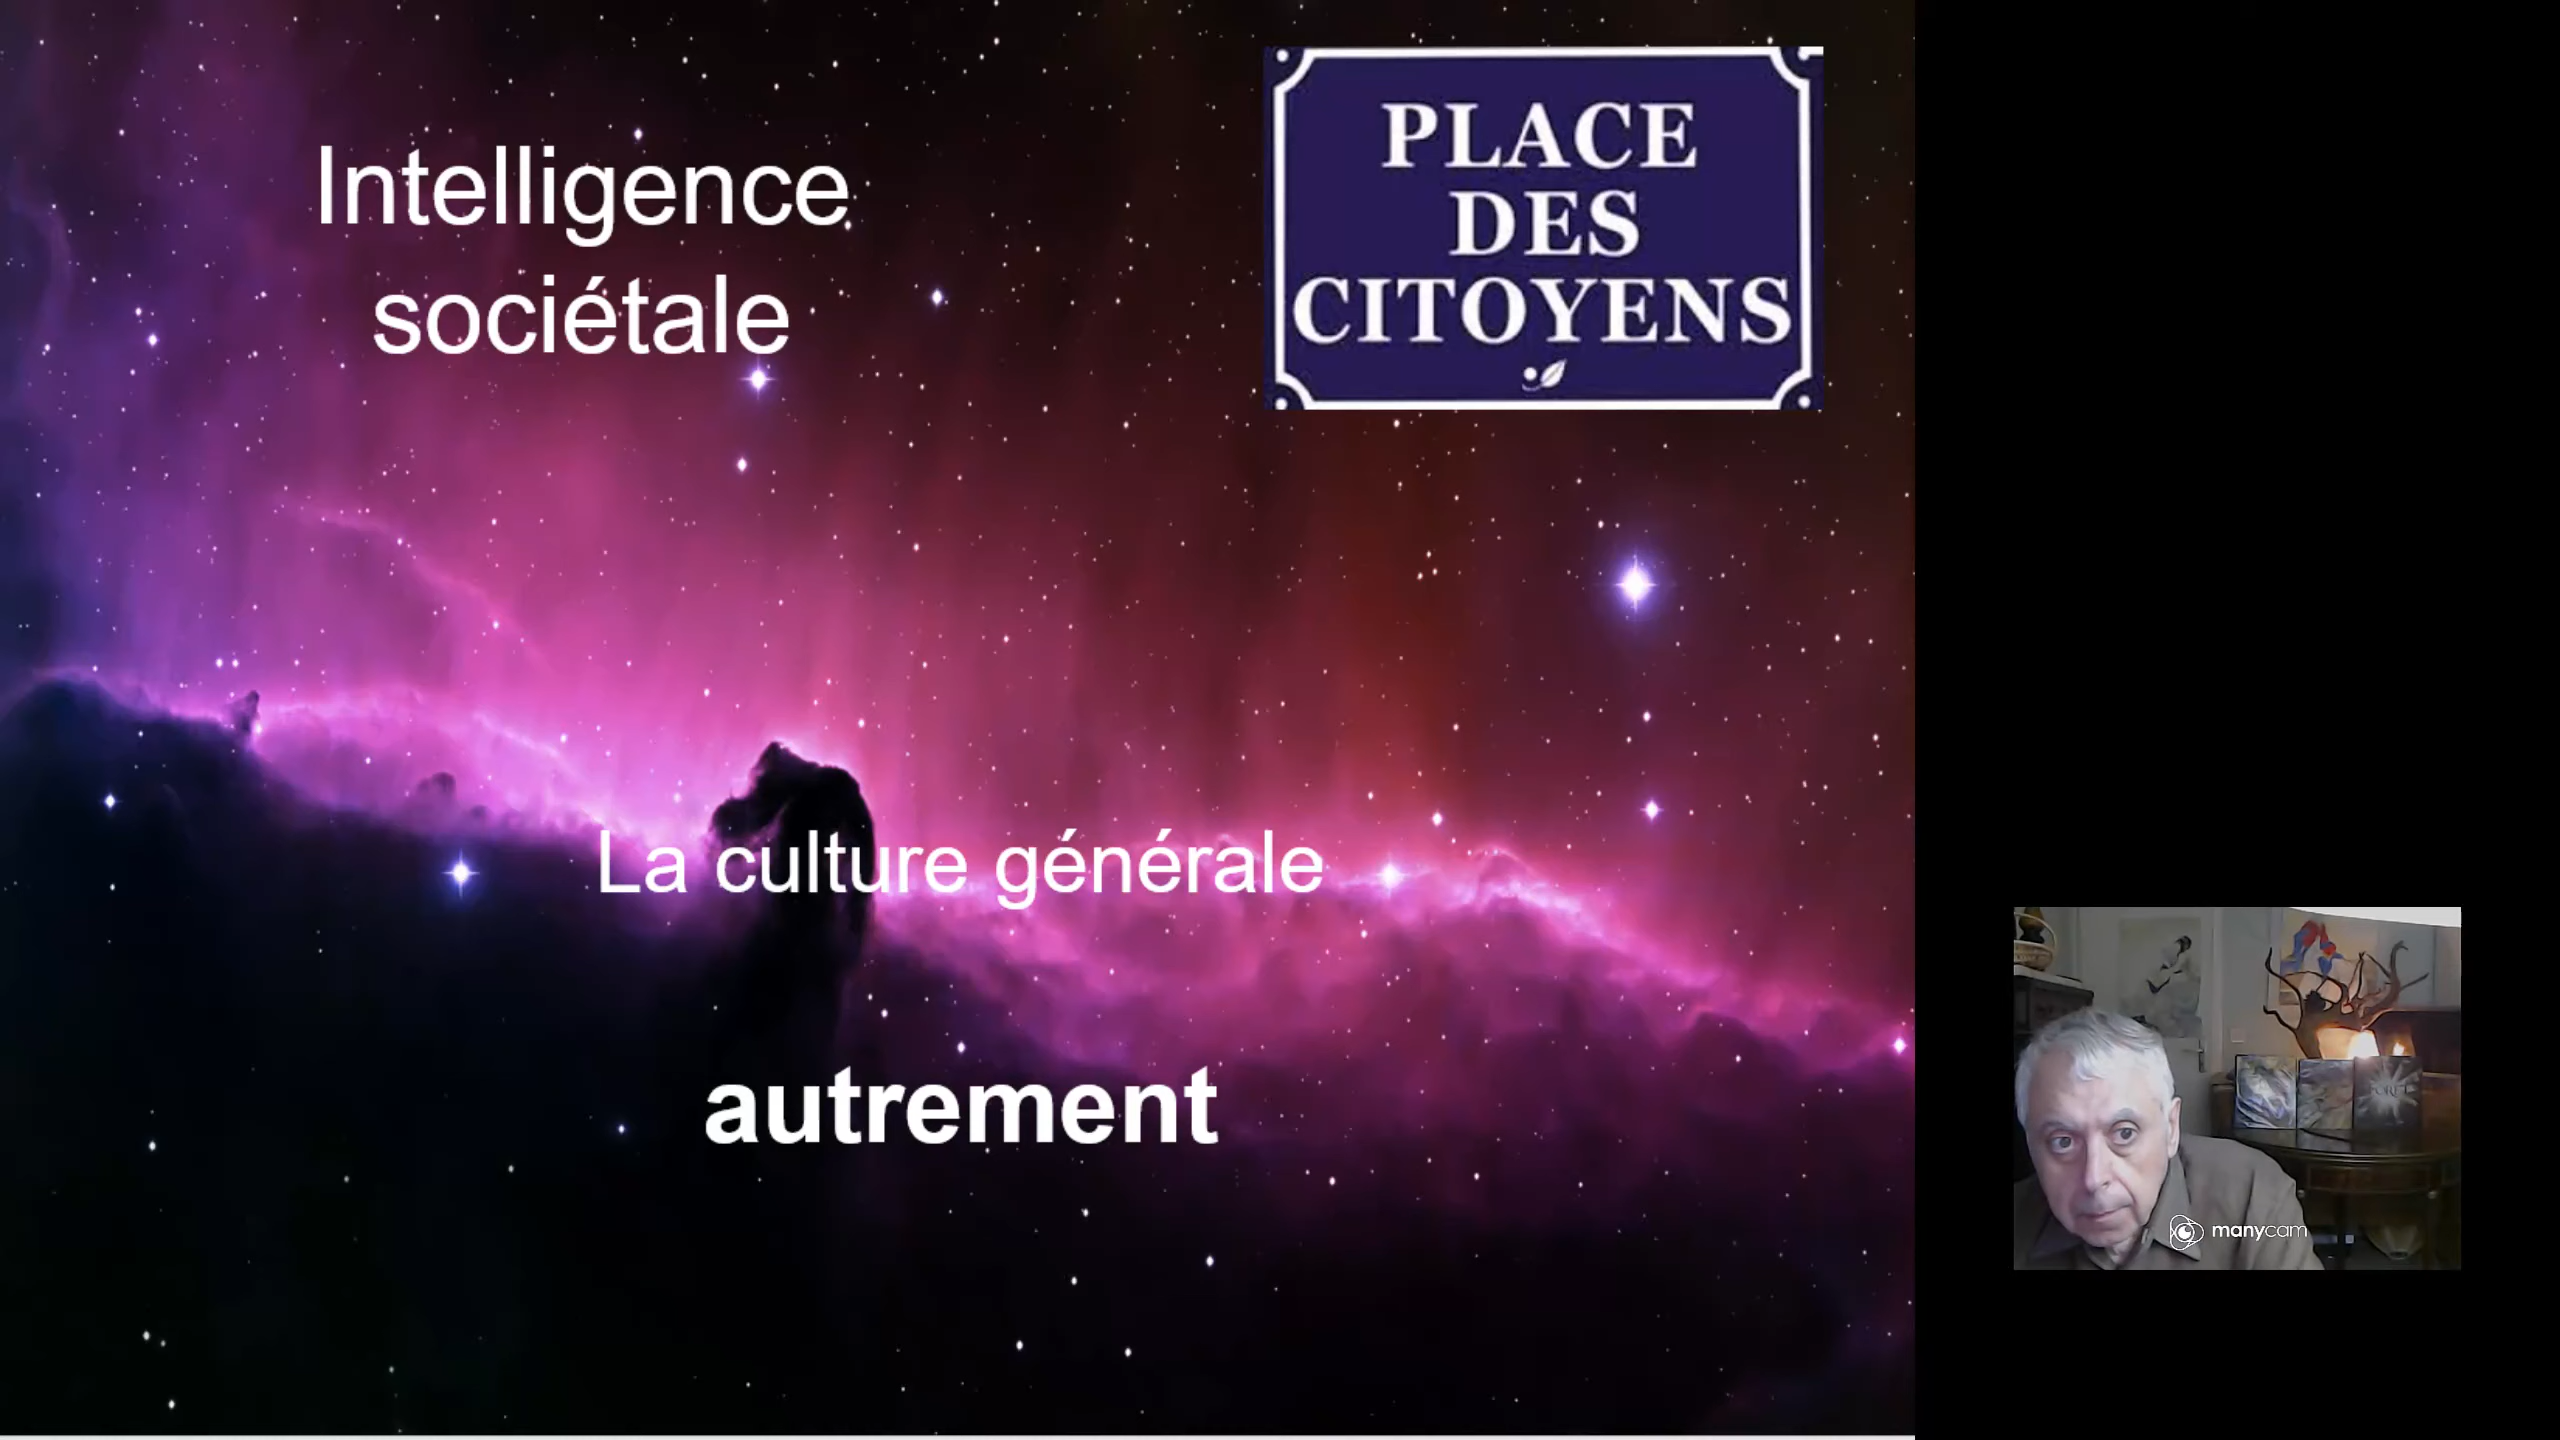 Intelligence
sociétale
PLACE
DES
CITOYENS
La culture générale
autrement
manycam